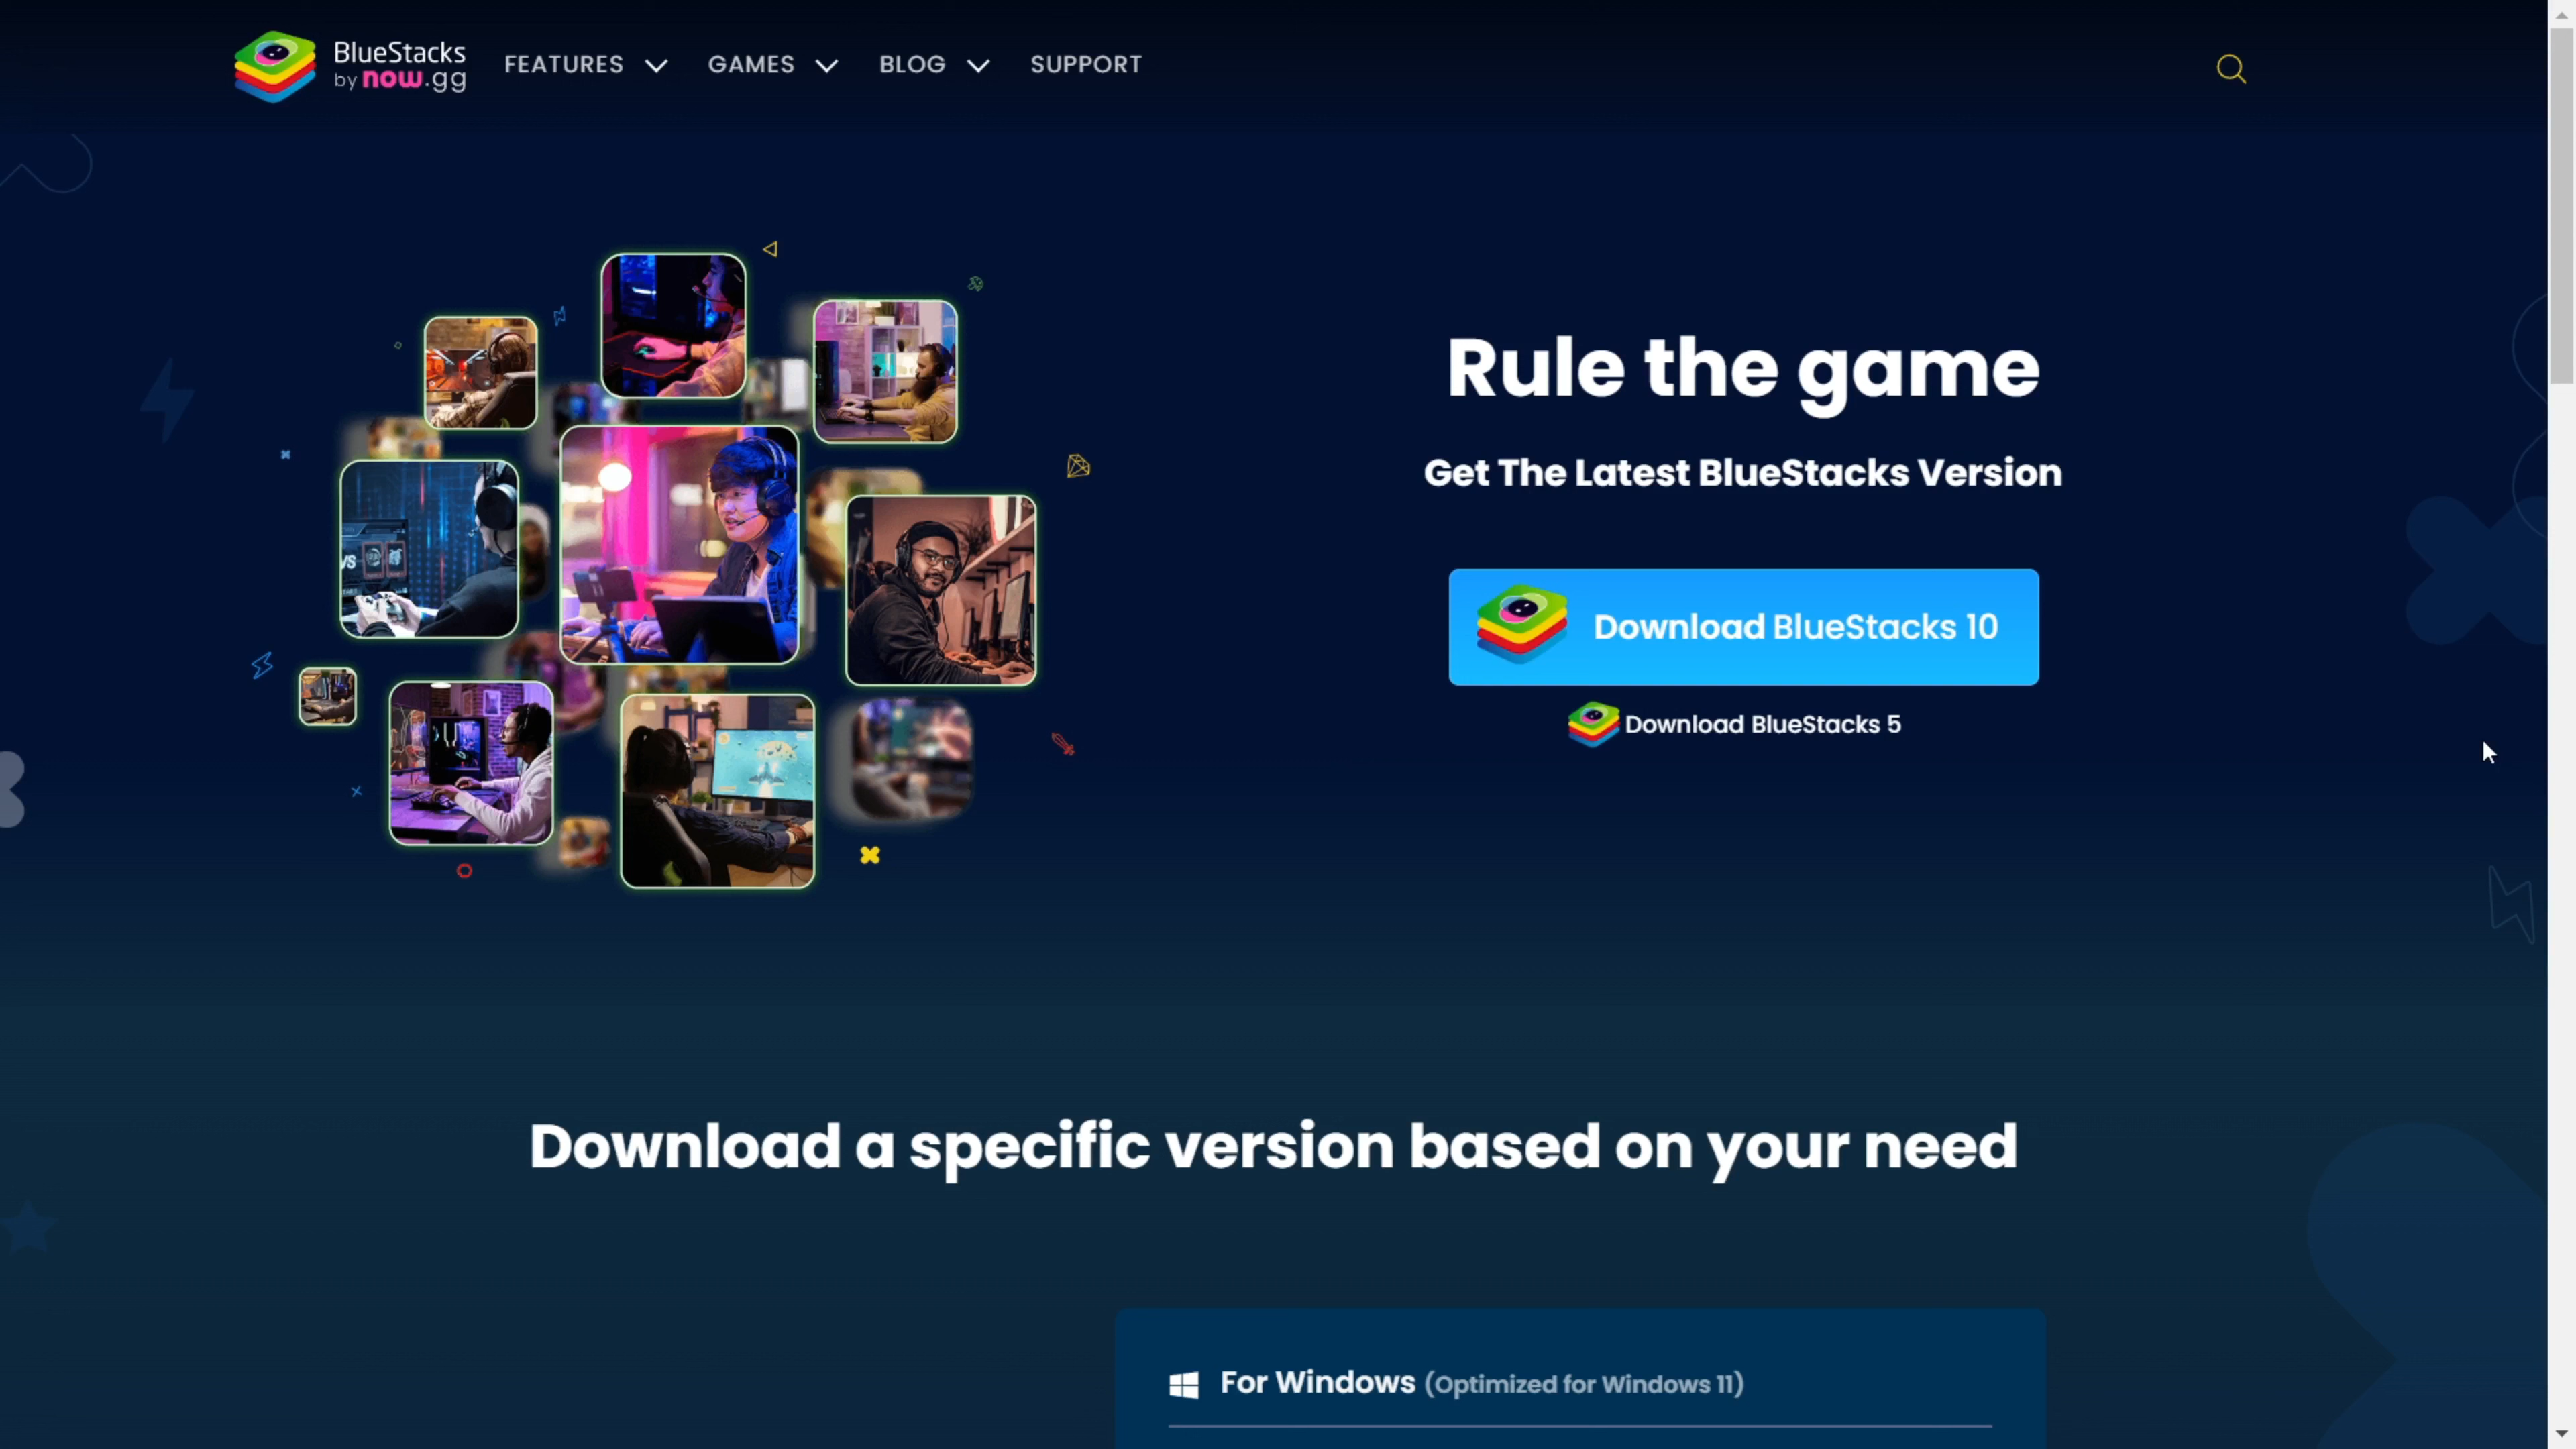 BlueStacks
by now.gg
FEATURES
GAMES
BLOG
SUPPORT
VS
Rule the game
Get The Latest BlueStacks Version
Download BlueStacks 10
Download BlueStacks 5
Download a specific version based on your need
For Windows (Optimized for Windows 11)